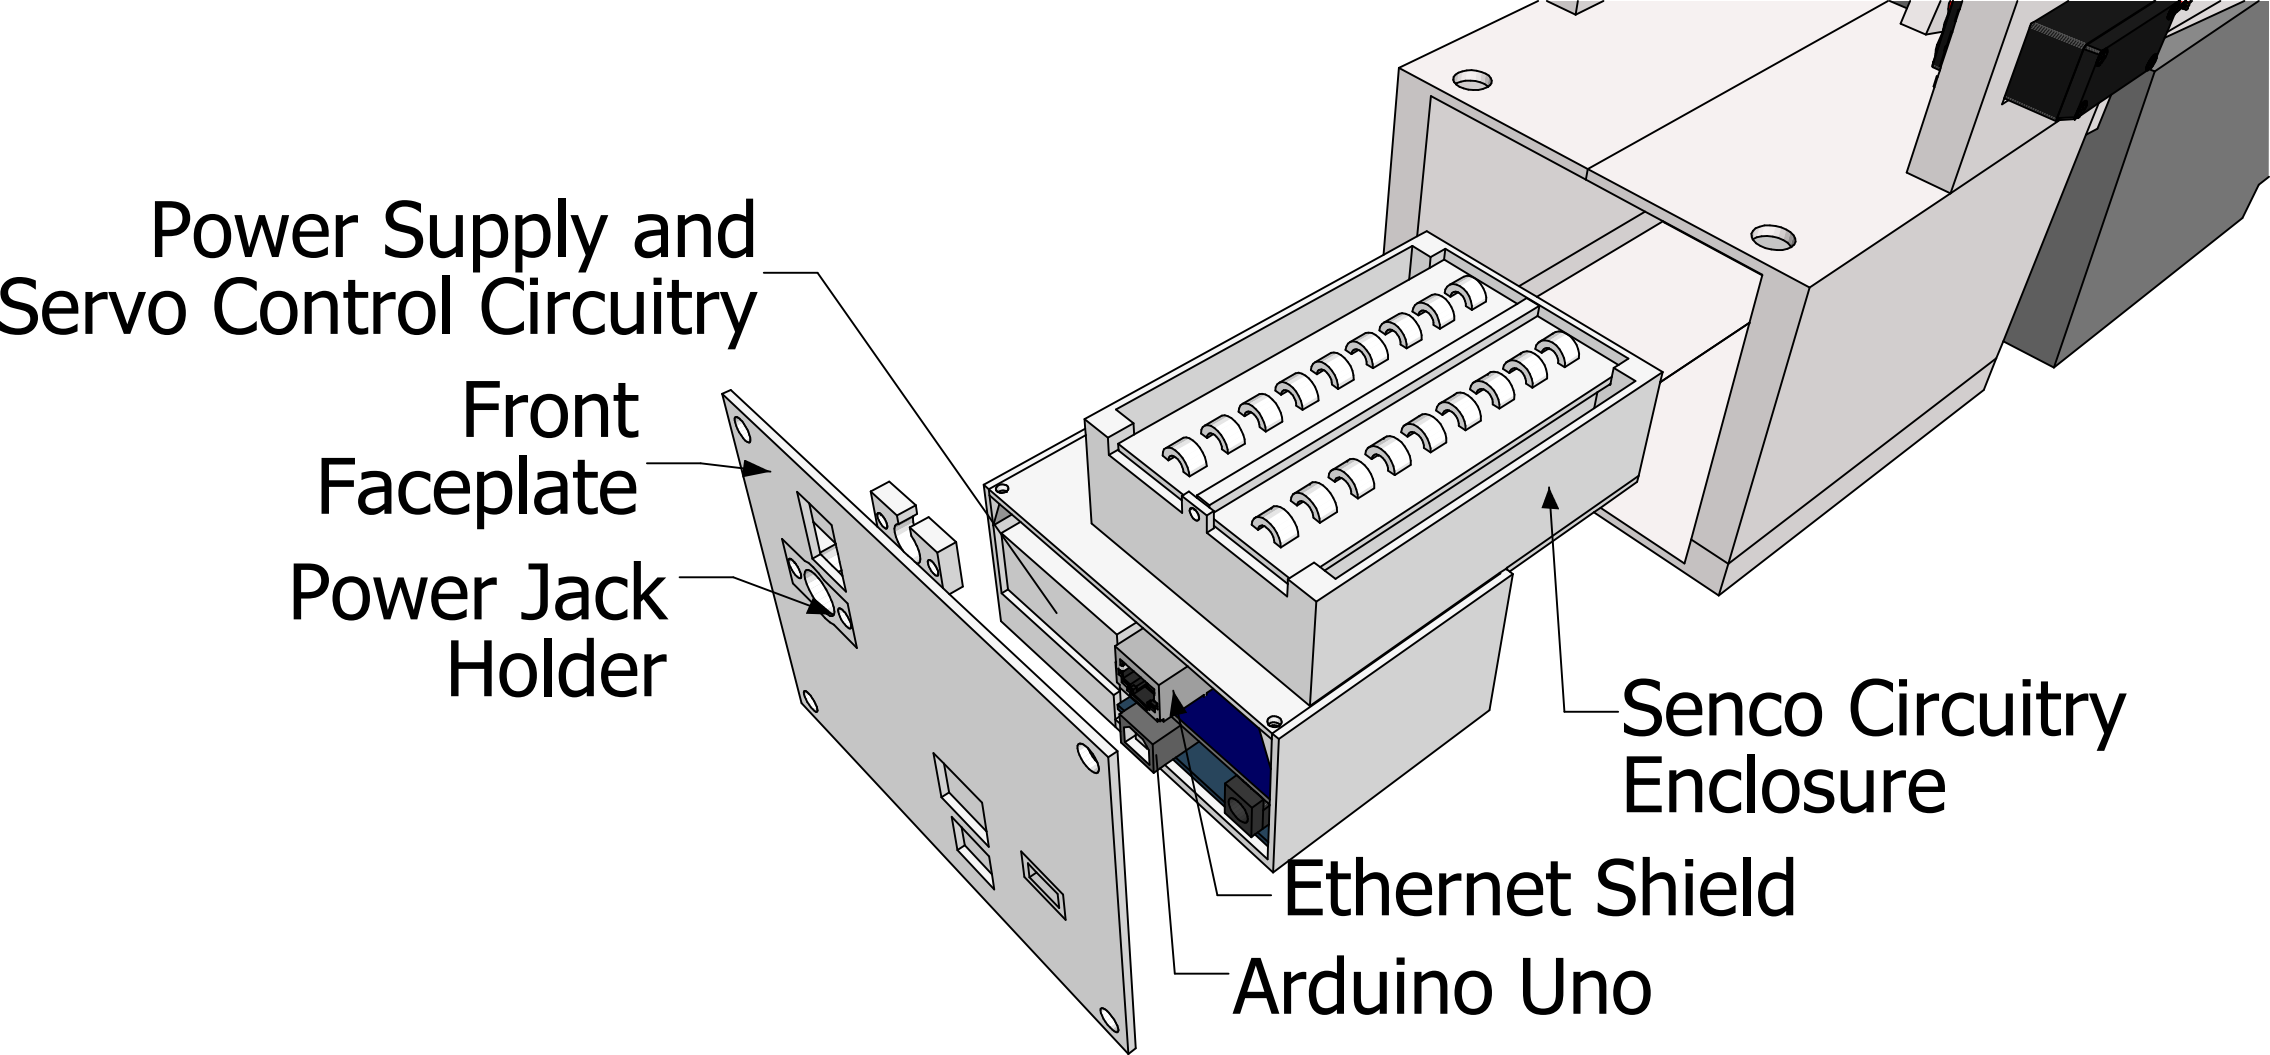 Power Supply and
Servo Control Circuitry
Front
Faceplate
Power Jack
Holder
Senco Circuitry
Enclosure
Ethernet Shield
Arduino Uno